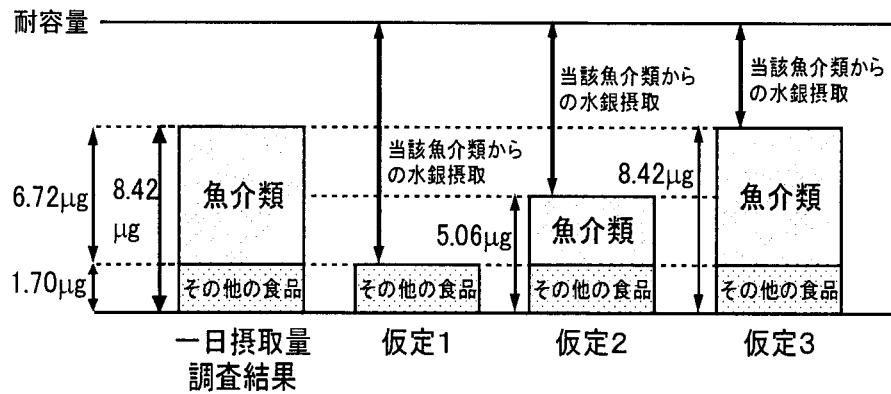 耐容量
当該魚介類から
の水銀摂取
当該魚介類から
の水銀摂取
当該魚介類から
の水銀摂取
6.72μg
8.42
μg
魚介類
1.70μg
その他の食品
その他の食品
5.06μg
魚介類
その他の食品
8.42μg
魚介類
その他の食品
一日摂取量
調査結果
仮定1
仮定2
仮定3